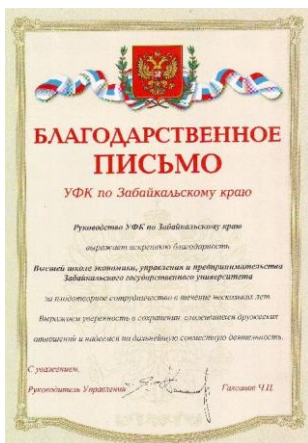 БЛАГОДАРСТВЕННОЕ
ПИСЬМО
УФК по Забайкальскому краю
Руководство УФК по Забайкальскому краю
выражает искреннюю благодарность
Высшей школе экономики, управления и предпринимательства
Забайкальского государственного университета
за плодотворное сотрудничество в течение нескольких лет.
Выражаем уверенность в сохранении сложившихся дружеских
отношений и надеемся на дальнейшую совместную деятельность.
С уважением,
Руководитель Управления